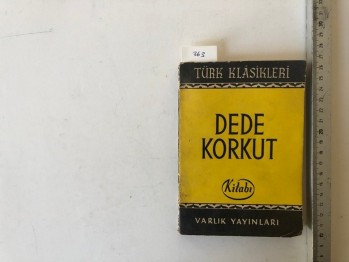 TÜRK KLÂSİKLERİ
DEDE
KORKUT
Kitabı
VARLIK YAYINLARI